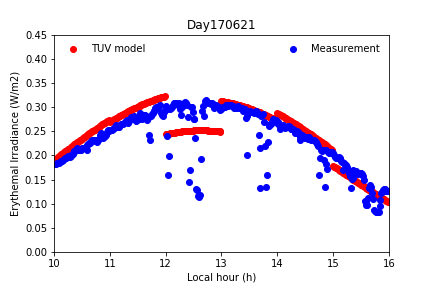 Day170621
TUV model
Measurement
Erythemal Irradiance (W/m2)
0.45
0.40
0.35
0.30
0.25
0.20
0.15
0.10
0.05
0.00
10 11 12 13 14 15 16
Local hour (h)